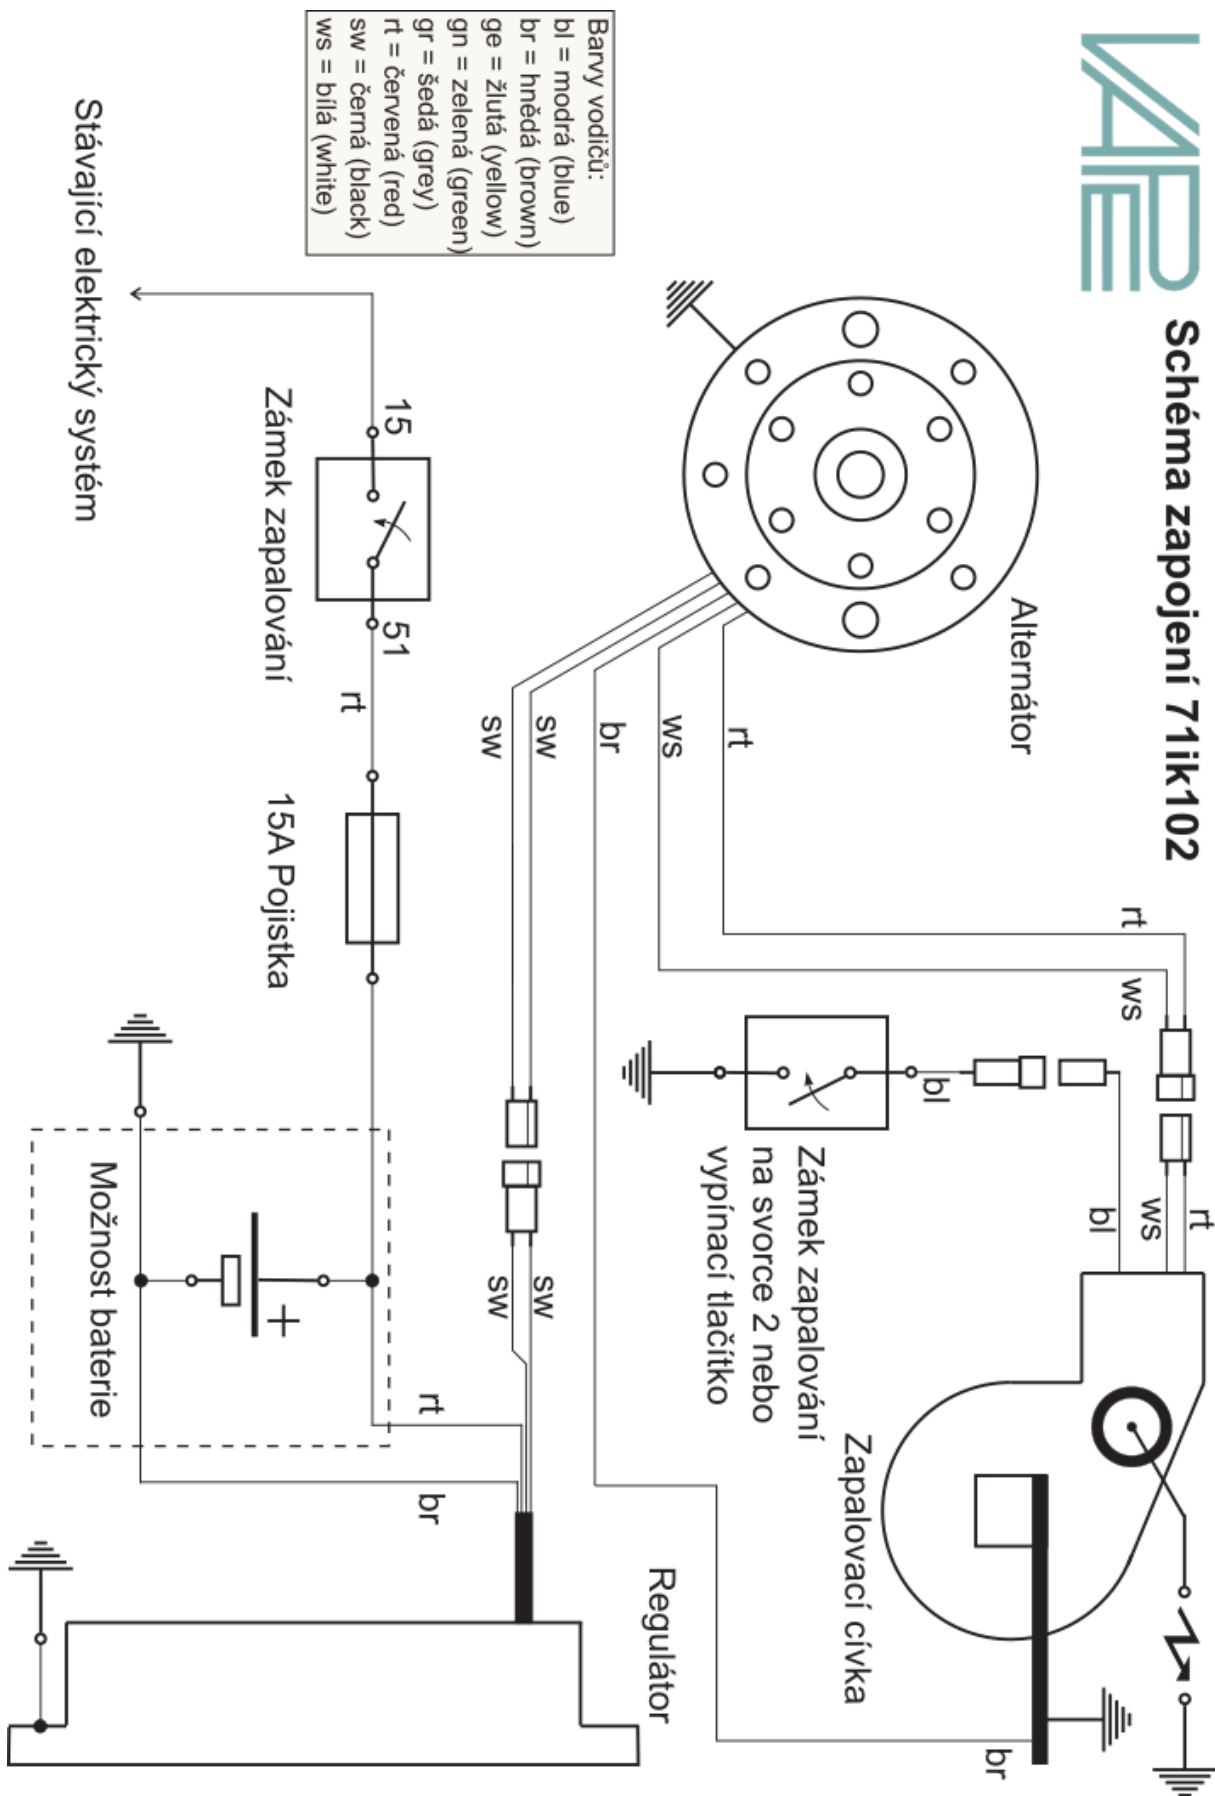 VAPE
Schéma zapojení 71ik102
Alternátor
rt
ws
br
sw
sw
rt
ws
rt
ws
bl
bl
Zámek zapalování
na svorce 2 nebo
vypínací tlačítko
Zapalovací cívka
br
Barvy vodičů:
bl = modrá (blue)
br = hnědá (brown)
ge = žlutá (yellow)
gn = zelená (green)
gr = šedá (grey)
rt = červená (red)
sw = černá (black)
ws = bílá (white)
15
51
Zámek zapalování
rt
15A Pojistka
sw
sw
+
Možnost baterie
rt
br
Regulátor
Stávající elektrický systém